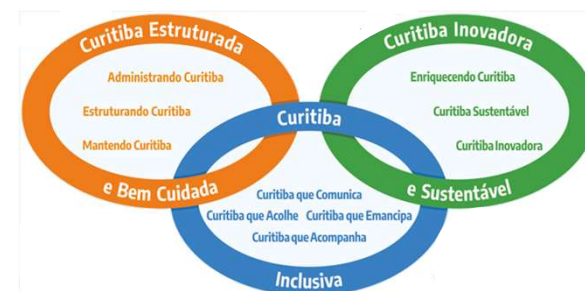 Curitiba Estruturada
Administrando Curitiba
Estruturando Curitiba
Mantendo Curitiba
e Bem Cuidada
Curitiba Inovadora
Enriquecendo Curitiba
Curitiba Sustentável
Curitiba Inovadora
e Sustentável
Curitiba
Curitiba que Comunica
Curitiba que Acolhe Curitiba que Emancipa
Curitiba que Acompanha
Inclusiva